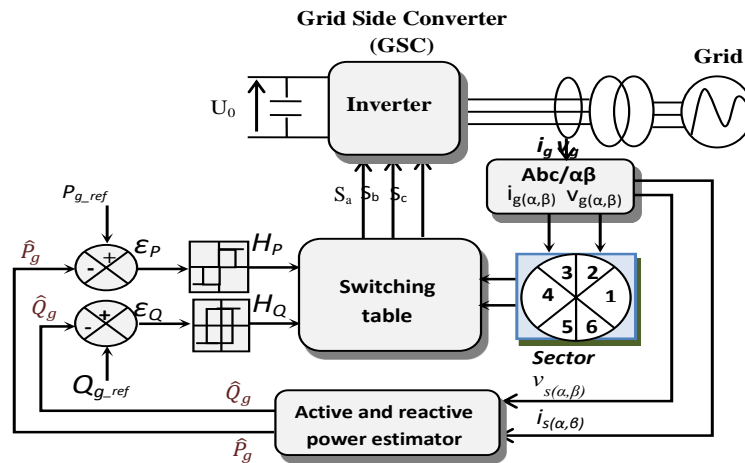 Grid Side Converter
(GSC)
Grid
U0
Inverter
ig vg
Abc/αβ
ig(α,β) vg(α,β)
Sa Sb Sc
Pg_ref
P̂g
+
-
εP
HP
Q̂g
+
-
εQ
HQ
Qg_ref
Switching
table
3 2
4 1
5 6
Sector
vs(α,β)
is(α,β)
Q̂g
Active and reactive
power estimator
P̂g